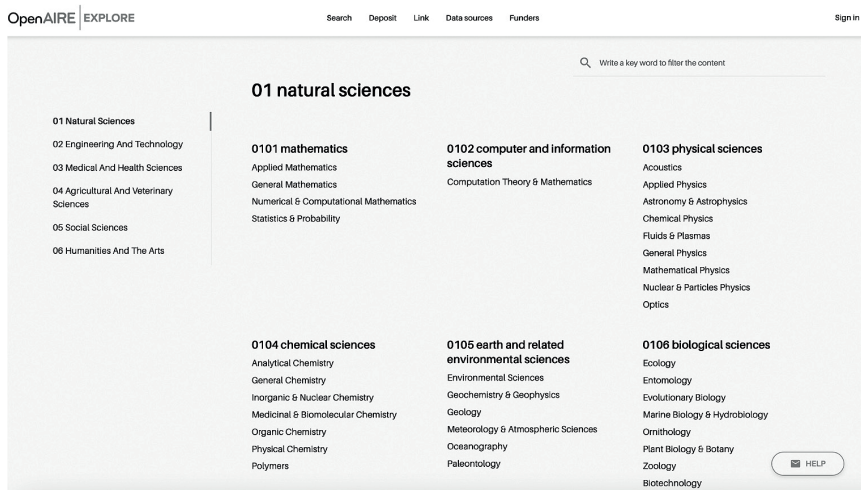 OpenAIRE EXPLORE
Search Deposit Link Data sources Funders
Sign in
Write a key word to filter the content
01 natural sciences
01 Natural Sciences
02 Engineering And Technology
03 Medical And Health Sciences
04 Agricultural And Veterinary
Sciences
05 Social Sciences
06 Humanities And The Arts
0101 mathematics
Applied Mathematics
General Mathematics
Numerical & Computational Mathematics
Statistics & Probability
0102 computer and information
sciences
Computation Theory & Mathematics
0103 physical sciences
Acoustics
Applied Physics
Astronomy & Astrophysics
Chemical Physics
Fluids & Plasmas
General Physics
Mathematical Physics
Nuclear & Particles Physics
Optics
0104 chemical sciences
Analytical Chemistry
General Chemistry
Inorganic & Nuclear Chemistry
Medicinal & Biomolecular Chemistry
Organic Chemistry
Physical Chemistry
Polymers
0105 earth and related
environmental sciences
Environmental Sciences
Geochemistry & Geophysics
Geology
Meteorology & Atmospheric Sciences
Oceanography
Paleontology
0106 biological sciences
Ecology
Entomology
Evolutionary Biology
Marine Biology & Hydrobiology
Ornithology
Plant Biology & Botany
Zoology
Biotechnology
HELP